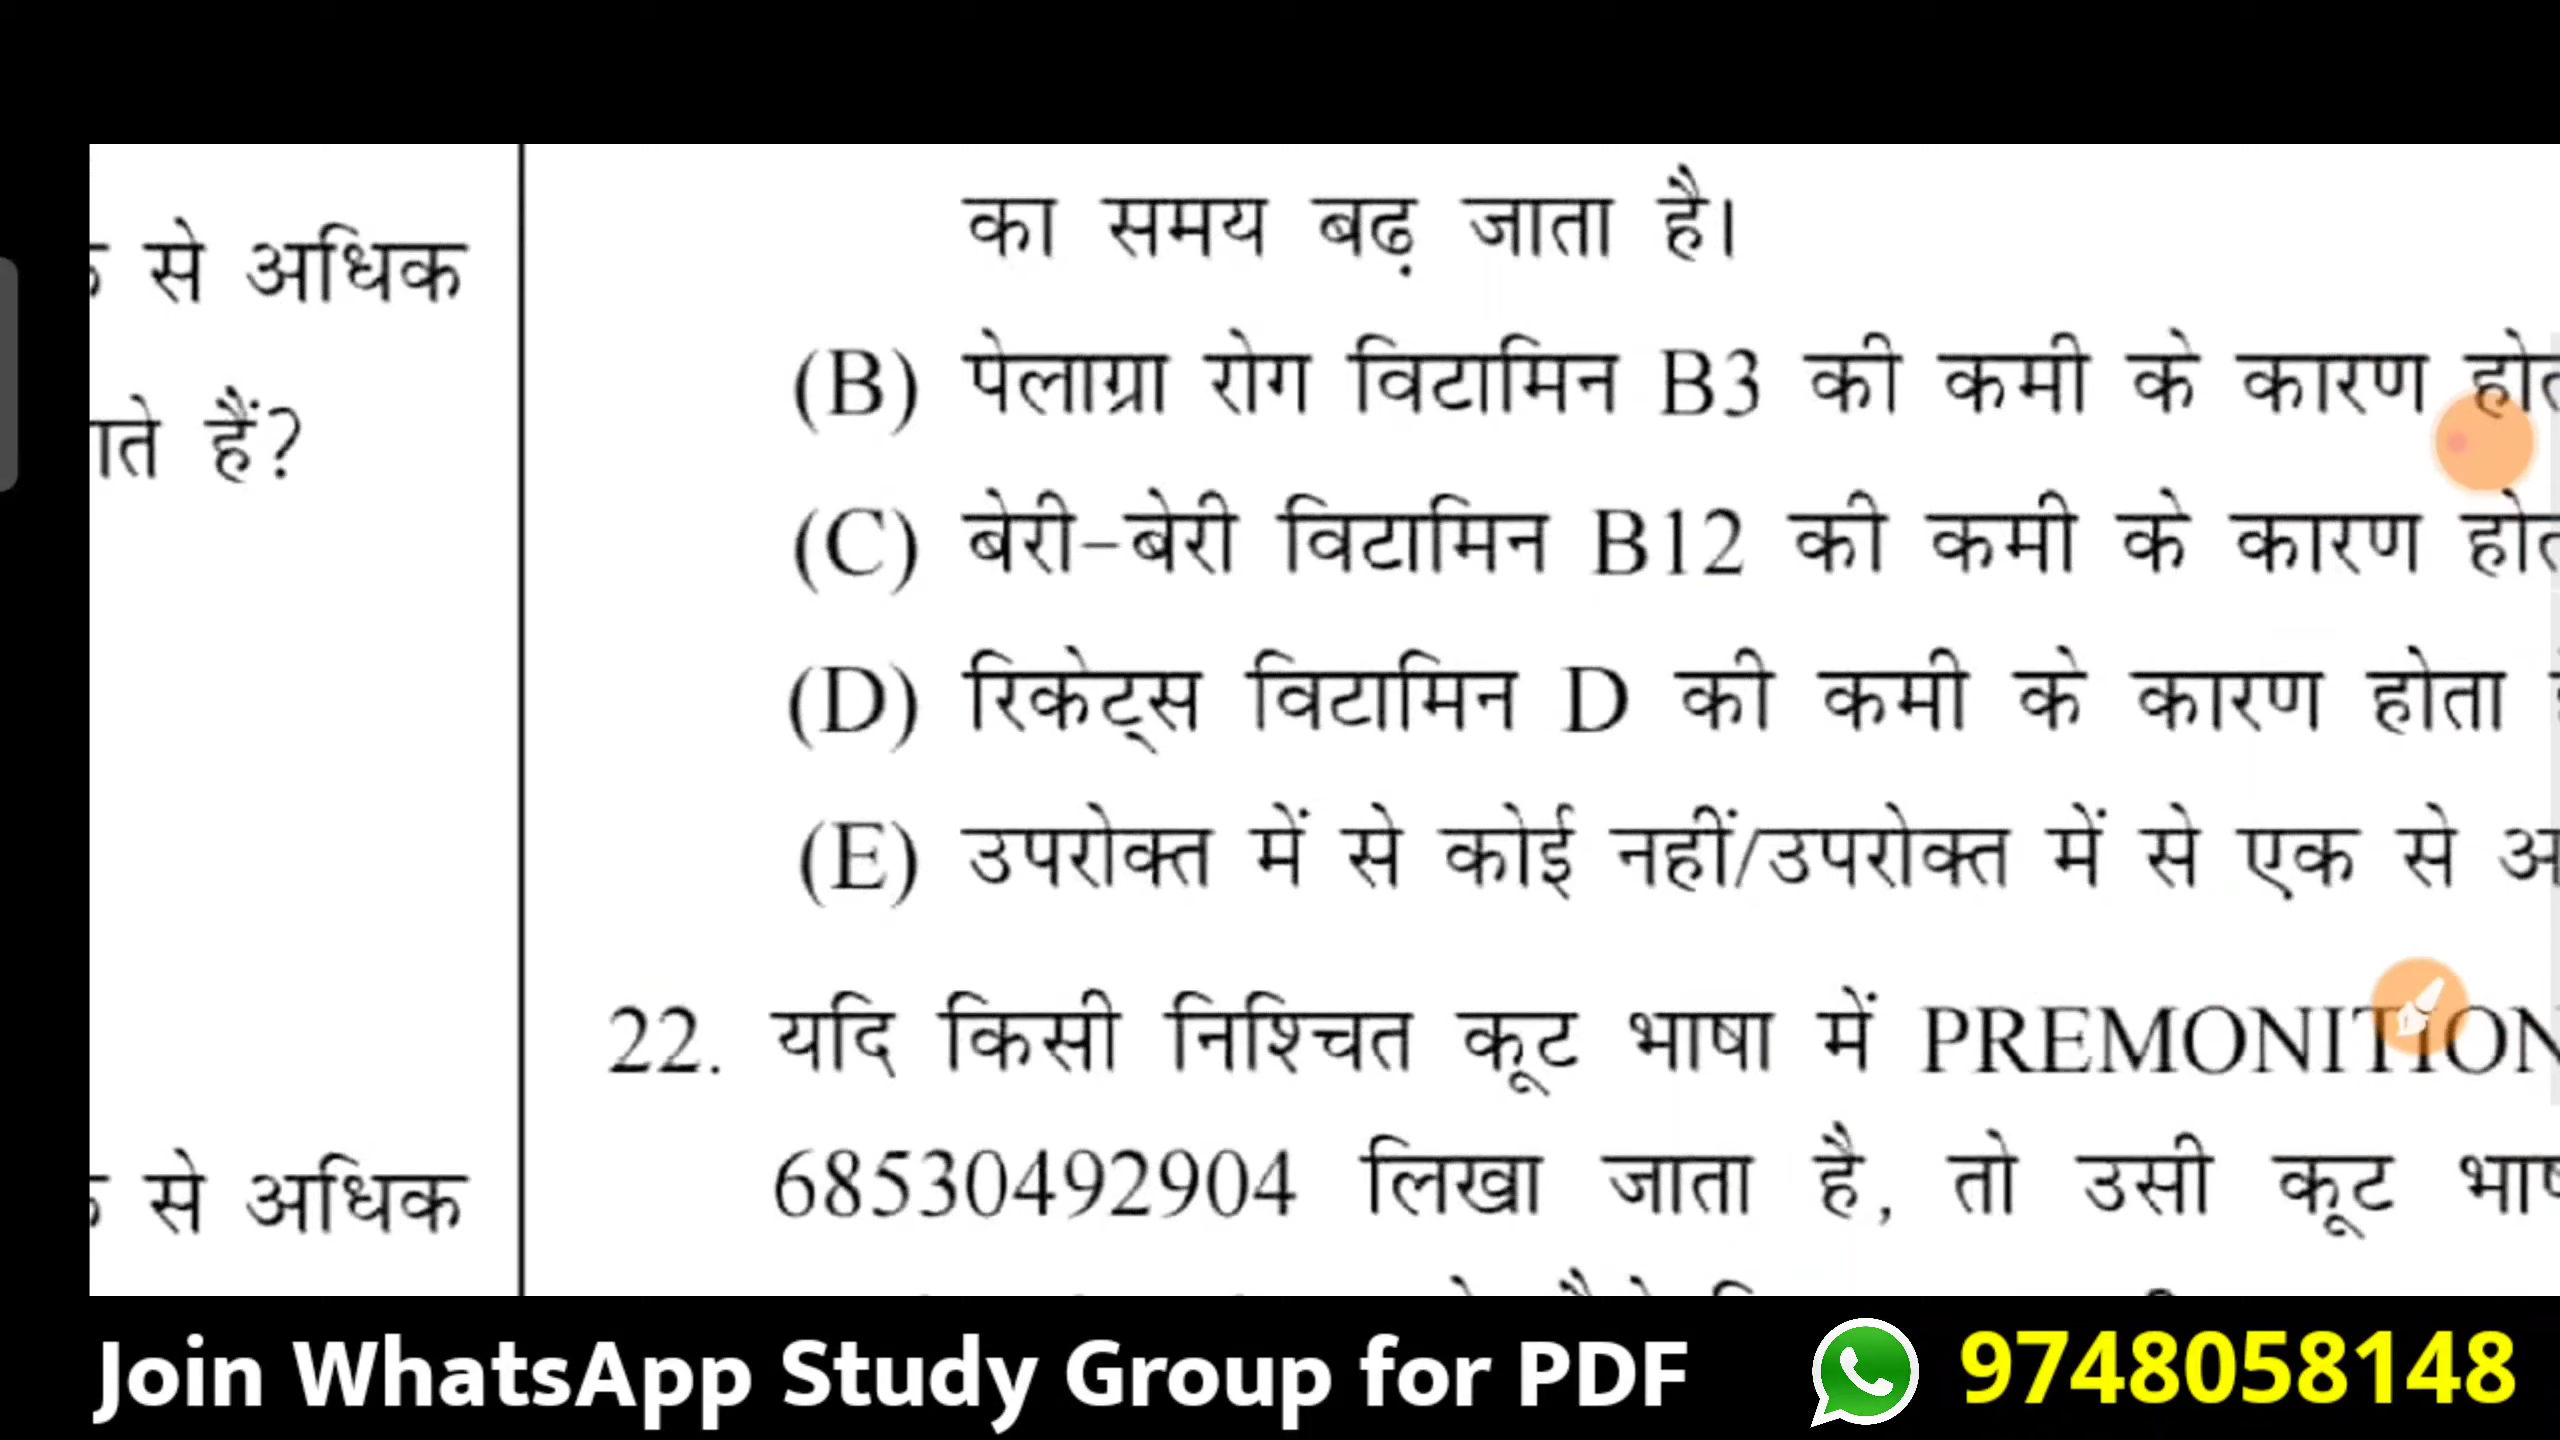 से अधिक
हैं?
से अधिक
का समय बढ़ जाता है।
(B) पेलाग्रा रोग विटामिन B3 की कमी के कारण
(C) बेरी-बेरी विटामिन B12 की कमी के कारण
(D) रिकेट्स विटामिन D की कमी के कारण होता
(E) उपरोक्त में से कोई नहीं/उपरोक्त में से एक से
22. यदि किसी निश्चित कूट भाषा में PREMONITION
68530492904 लिखा जाता है, तो उसी कूट
Join WhatsApp Study Group for PDF 9748058148